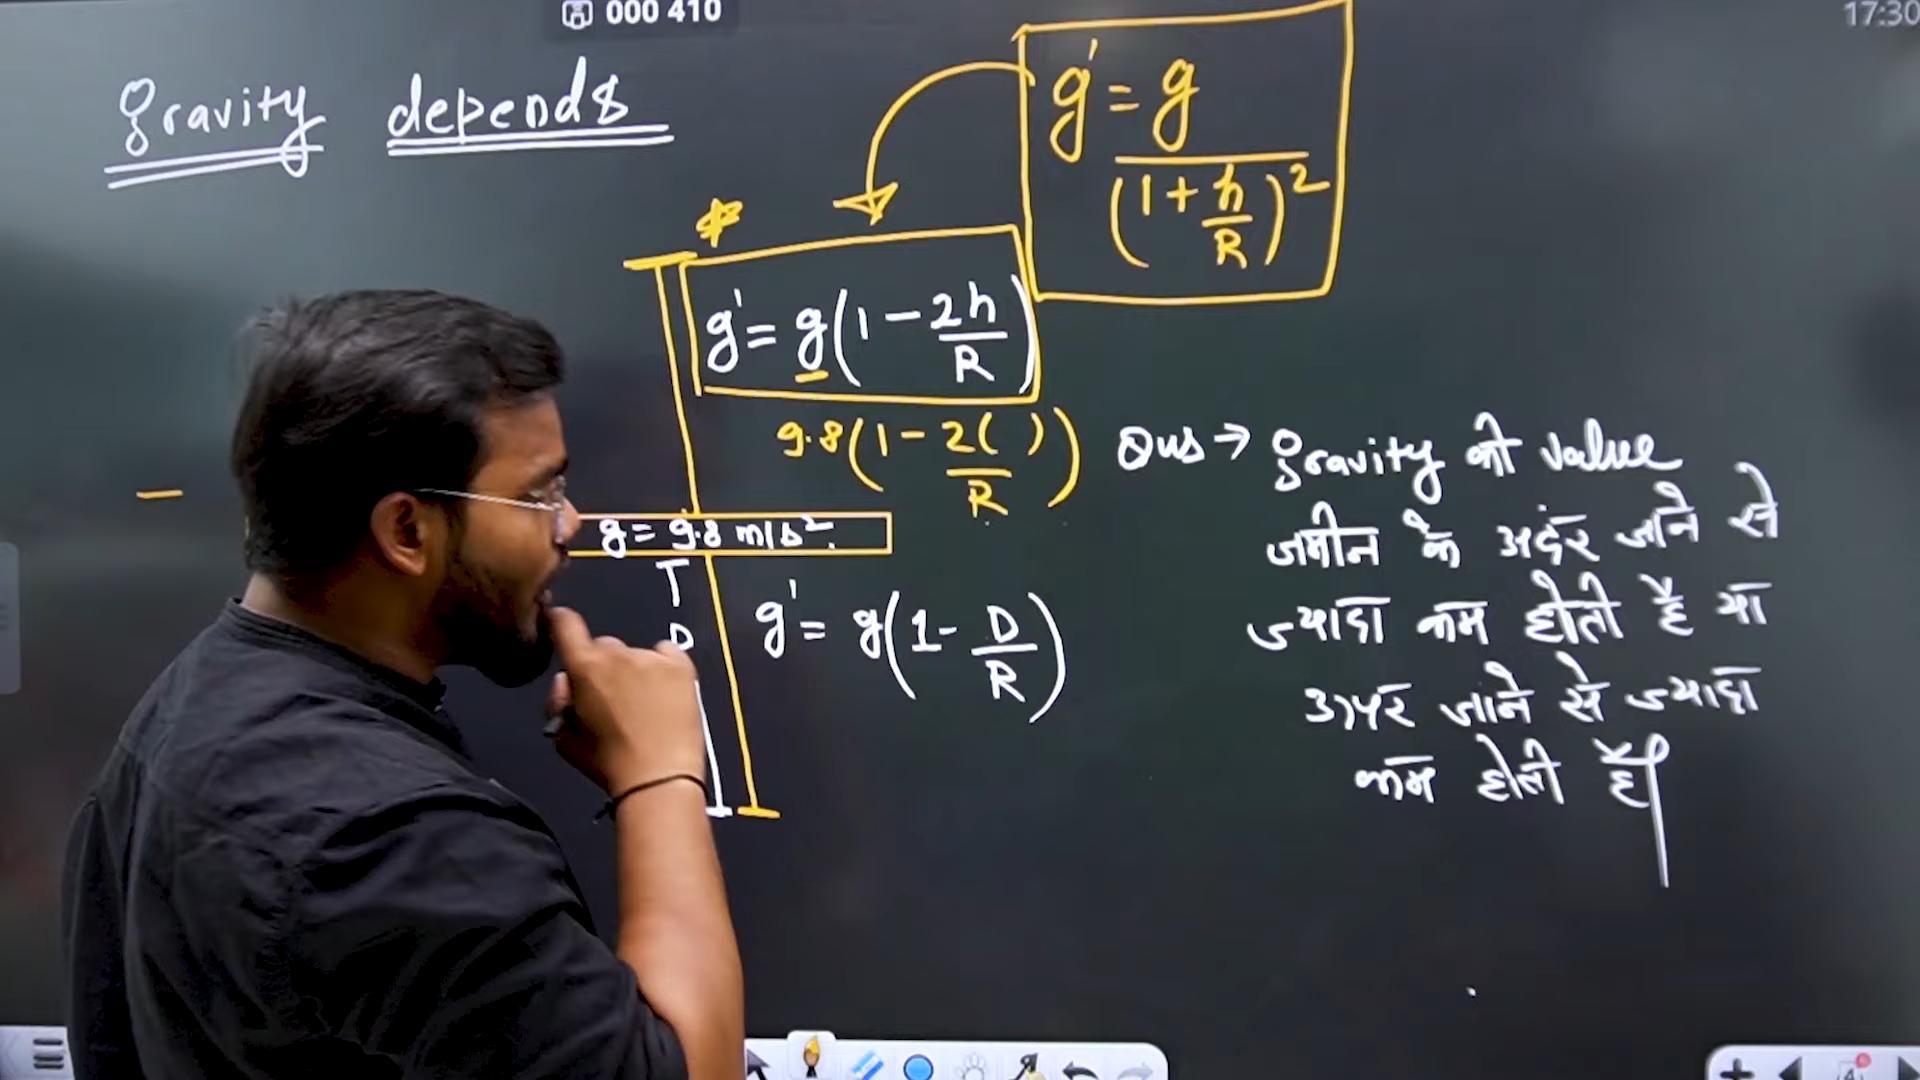 000 410
17:30
gravity depends
g' = g/(1+h/R)²
*
g' = g(1-2h/R)
9.8(1-2( )/R)
g = 9.8 m/s².
T
D
g' = g(1-D/R)
Qus → gravity की value
जमीन के अदंर जाने से
ज्यादा कम होती है या
ऊपर जाने से ज्यादा
कम होती है।